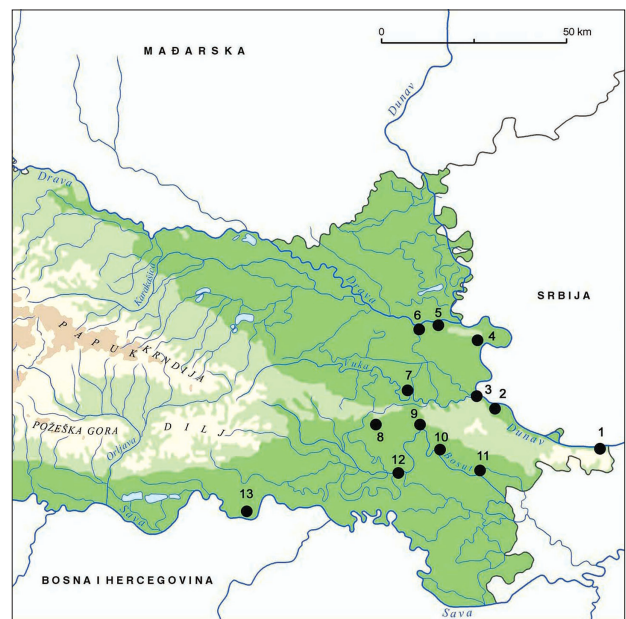 0 50 km
MAĐARSKA
Dunav
Drava
Karakašica
Drava
SRBIJA
6 5
4
PAPUK
KRNDIJA
Vuka
7
3
2
Dunav
1
POŽEŠKA GORA
DILJ
Orljava
8
9
10
Bosut
11
12
13
Sava
BOSNA I HERCEGOVINA
Sava